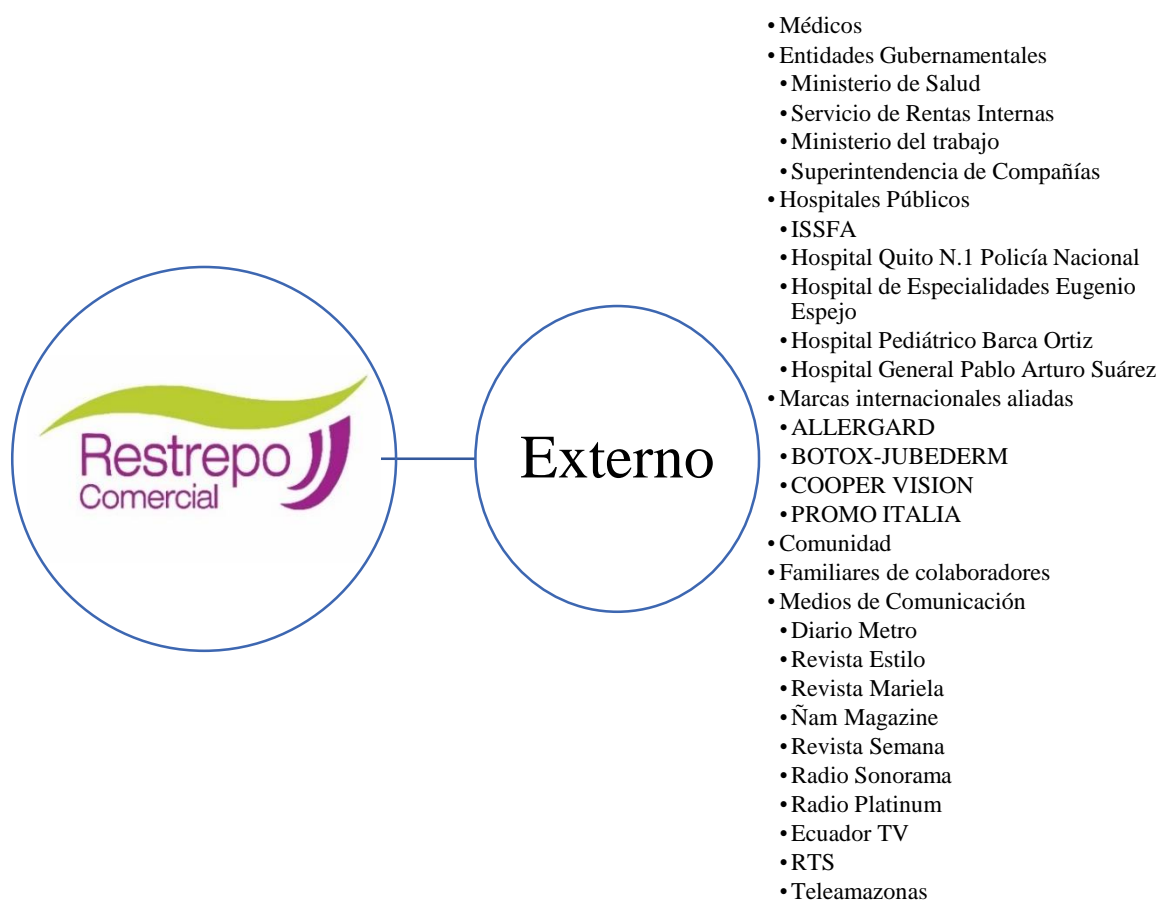 Restrepo
Comercial
Externo
• Médicos
• Entidades Gubernamentales
• Ministerio de Salud
• Servicio de Rentas Internas
• Ministerio del trabajo
• Superintendencia de Compañías
• Hospitales Públicos
• ISSFA
• Hospital Quito N.1 Policía Nacional
• Hospital de Especialidades Eugenio
Espejo
• Hospital Pediátrico Barca Ortiz
• Hospital General Pablo Arturo Suárez
• Marcas internacionales aliadas
• ALLERGARD
• BOTOX-JUBEDERM
• COOPER VISION
• PROMO ITALIA
• Comunidad
• Familiares de colaboradores
• Medios de Comunicación
• Diario Metro
• Revista Estilo
• Revista Mariela
• Ñam Magazine
• Revista Semana
• Radio Sonorama
• Radio Platinum
• Ecuador TV
• RTS
• Teleamazonas